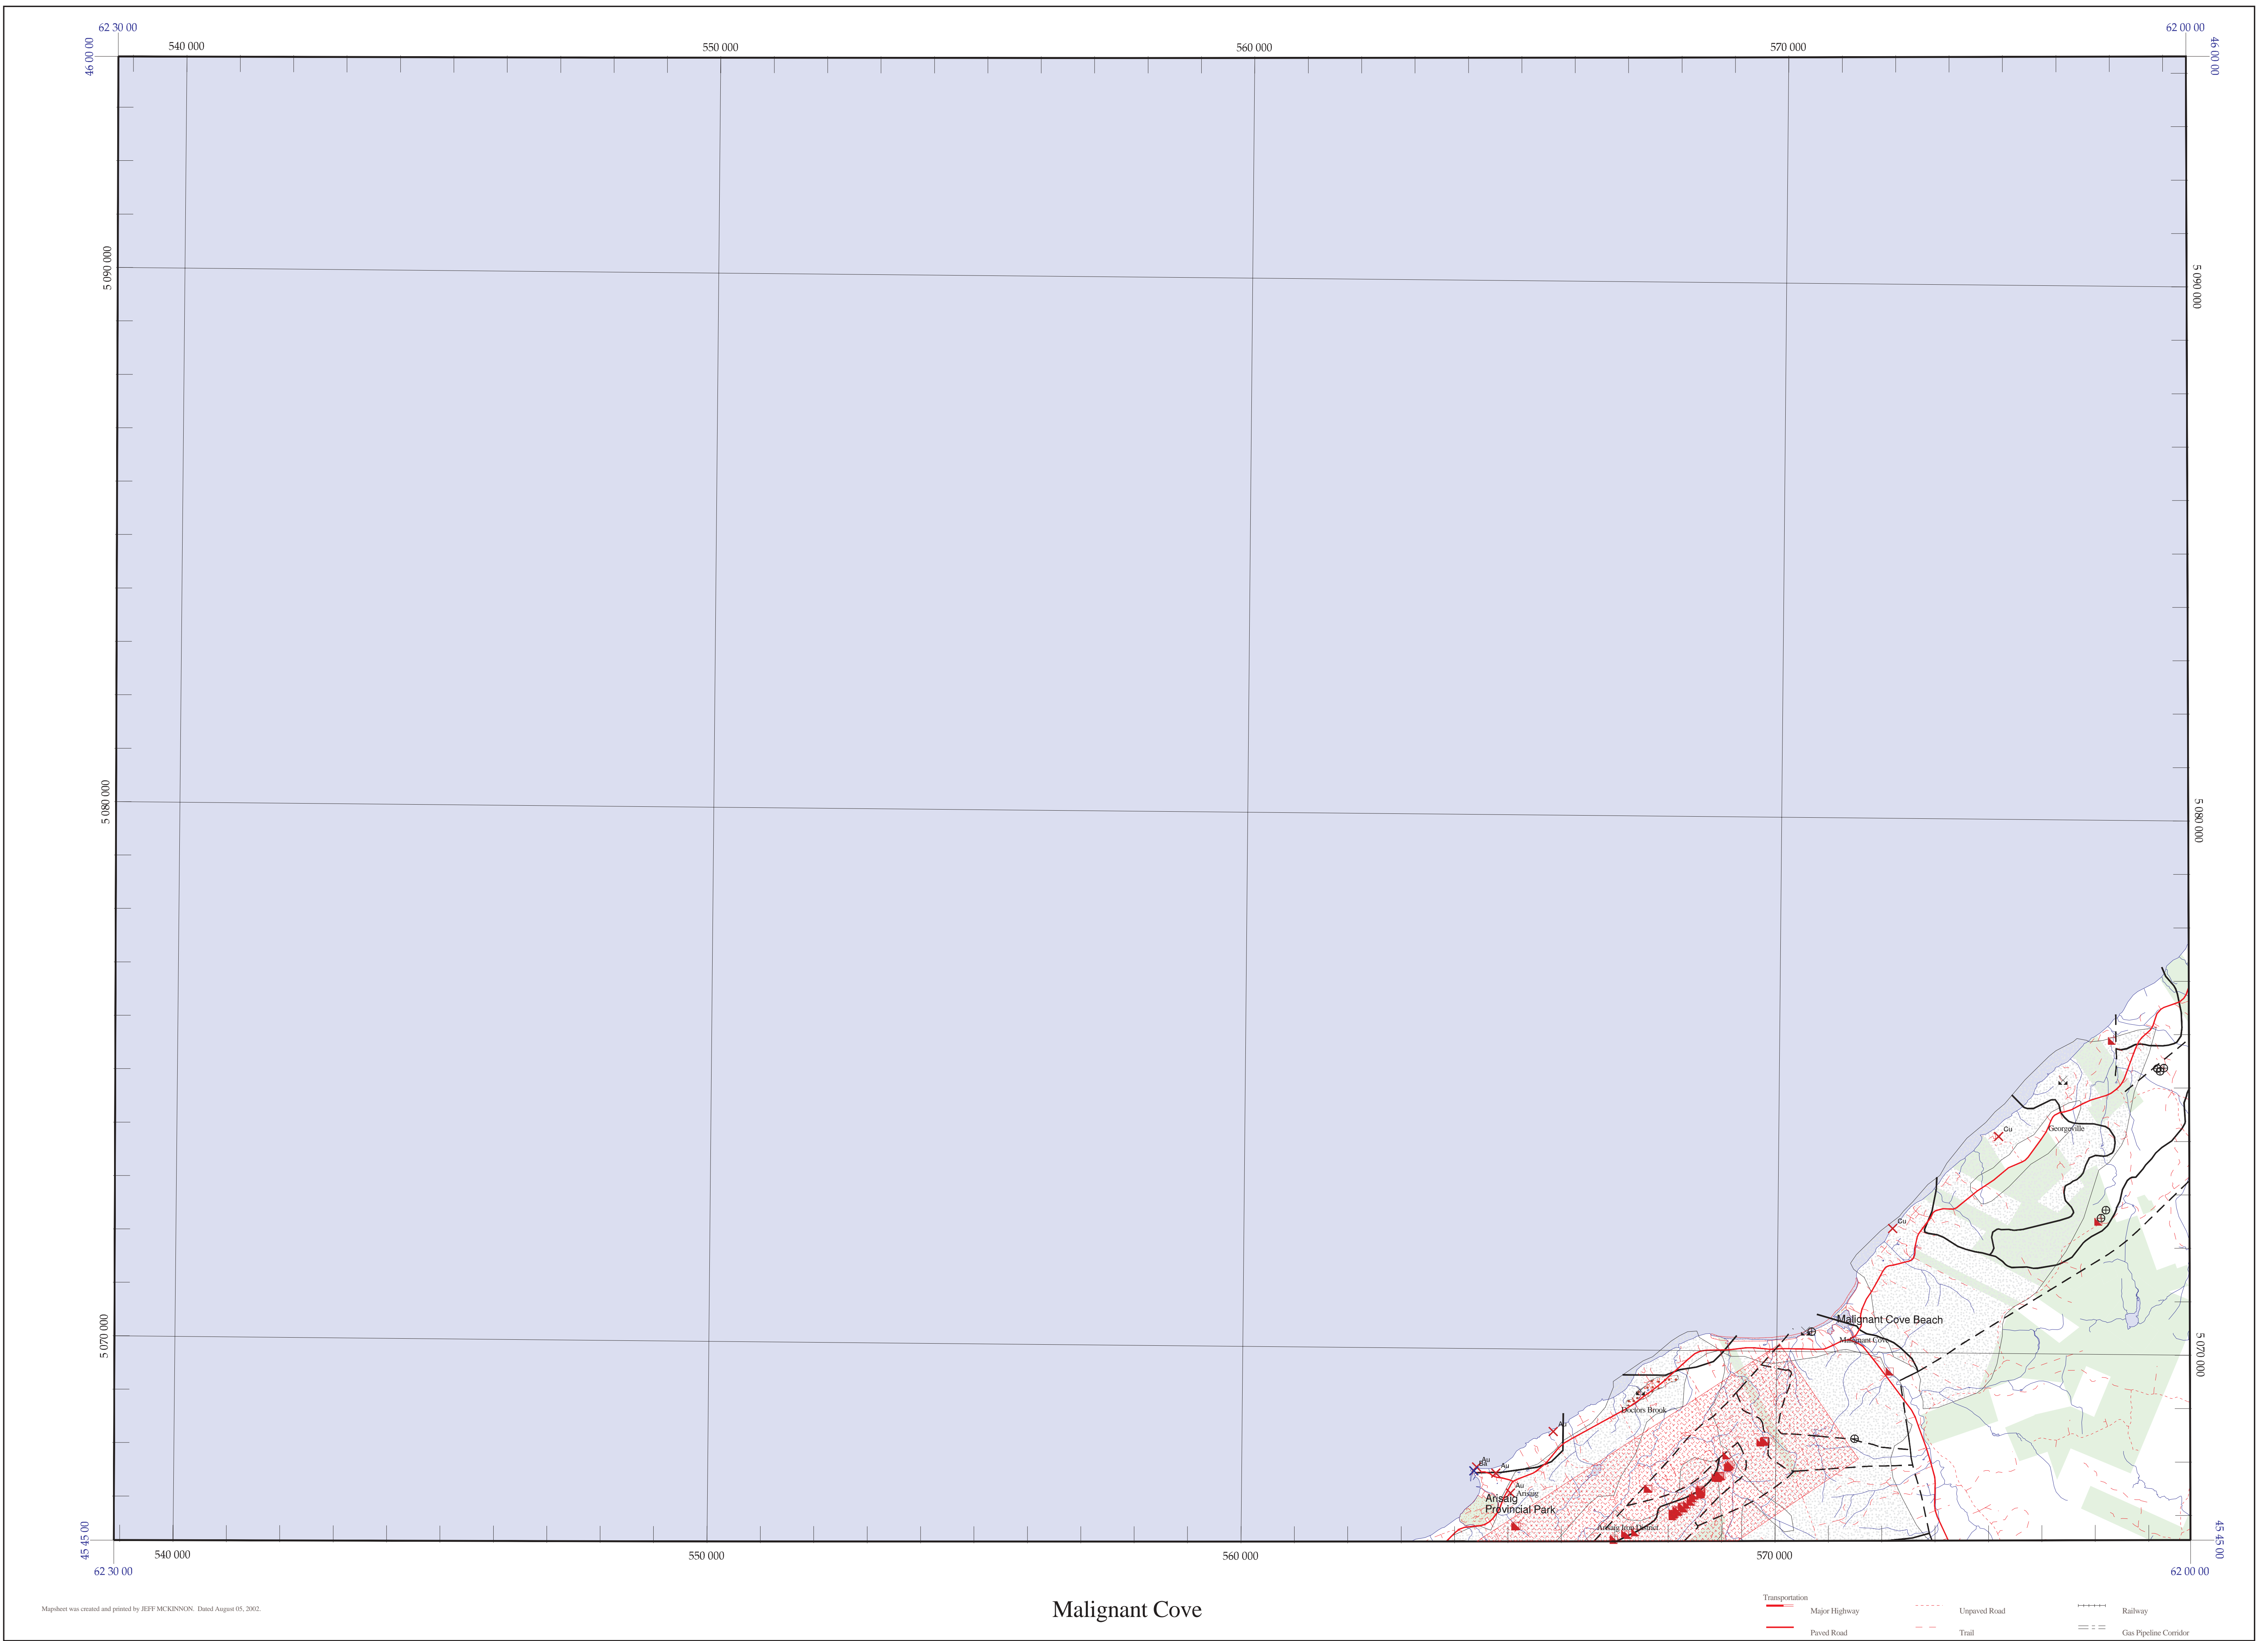 62 30 00
62 00 00
46 00 00
540 000
550 000
560 000
570 000
46 00 00
5 090 000
5 090 000
5 080 000
5 080 000
Cu
Georgeville
Cu
Malignant Cove Beach
Malignant Cove
5 070 000
5 070 000
Doctors Brook
Au
Au
Ba
Au
Au
Arisaig
Arisaig
Provincial Park
Arisaig Iron District
45 45 00
45 45 00
540 000
550 000
560 000
570 000
62 30 00
62 00 00
Mapsheet was created and printed by JEFF MCKINNON. Dated August 05, 2002.
Malignant Cove
Transportation
Major Highway
Unpaved Road
Railway
Paved Road
Trail
Gas Pipeline Corridor